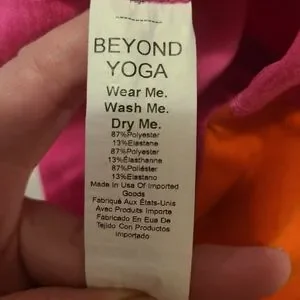 BEYOND
YOGA
Wear Me.
Wash Me.
Dry Me.
87%Polyester
13%Elastane
87%Polyester
13%Élasthanne
87%Poliéster
13%Elastano
Made In Usa Of Imported
Goods
Fabriqué Aux États-Unis
Avec Produits Importe
Fabricado En Eua De
Tejido Con Productos
Importado